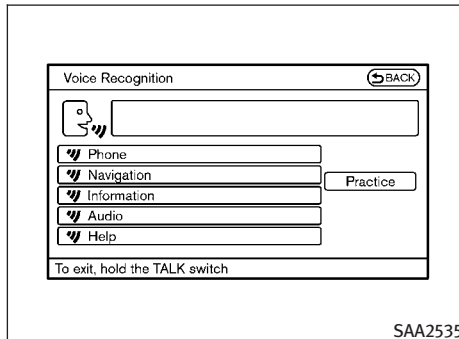 Voice Recognition
BACK
Phone
Navigation
Practice
Information
Audio
Help
To exit, hold the TALK switch
SAA2535